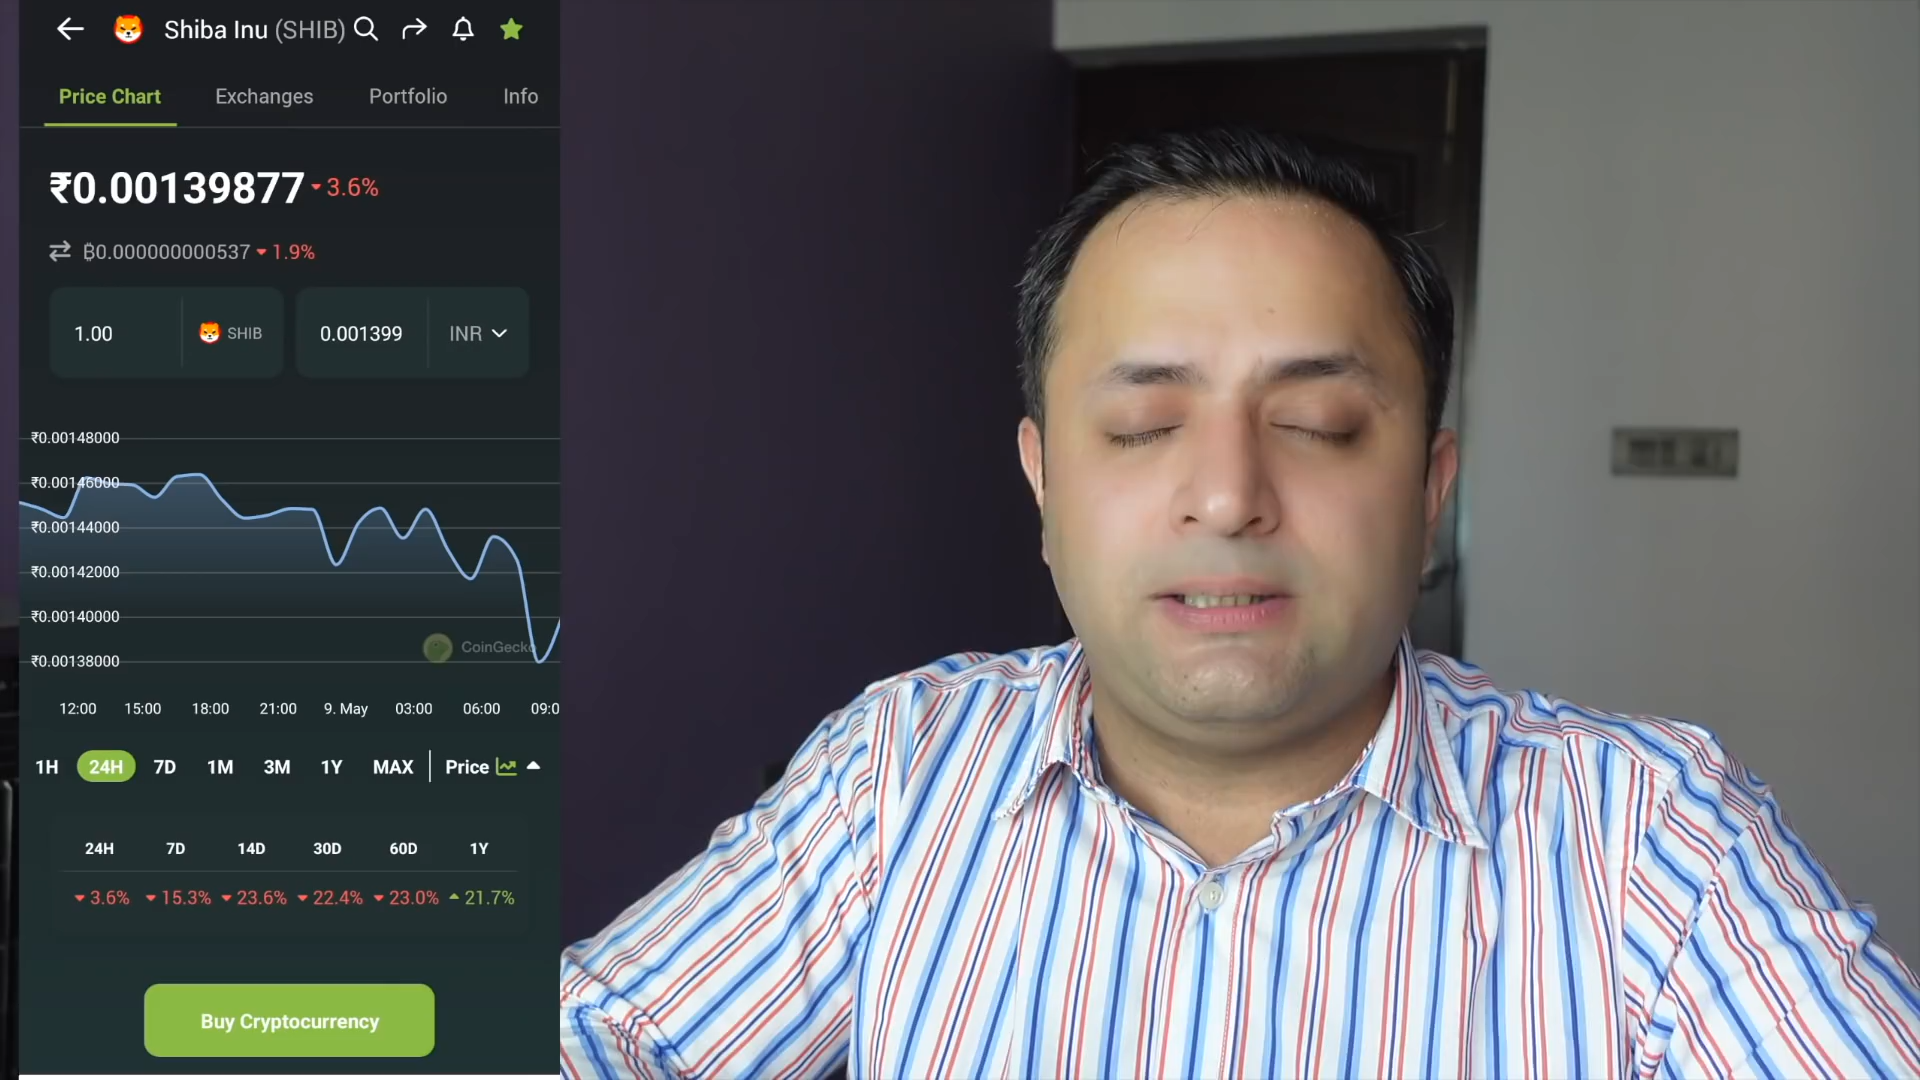 Shiba Inu (SHIB)
Price Chart Exchanges Portfolio Info
₹0.00139877 3.6%
₿0.000000000537 1.9%
1.00 SHIB 0.001399 INR
₹0.00148000
₹0.00146000
₹0.00144000
₹0.00142000
₹0.00140000
CoinGecko
₹0.00138000
12:00 15:00 18:00 21:00 9. May 03:00 06:00 09:0
1H 24H 7D 1M 3M 1Y MAX Price
24H 7D 14D 30D 60D 1Y
3.6% 15.3% 23.6% 22.4% 23.0% 21.7%
Buy Cryptocurrency